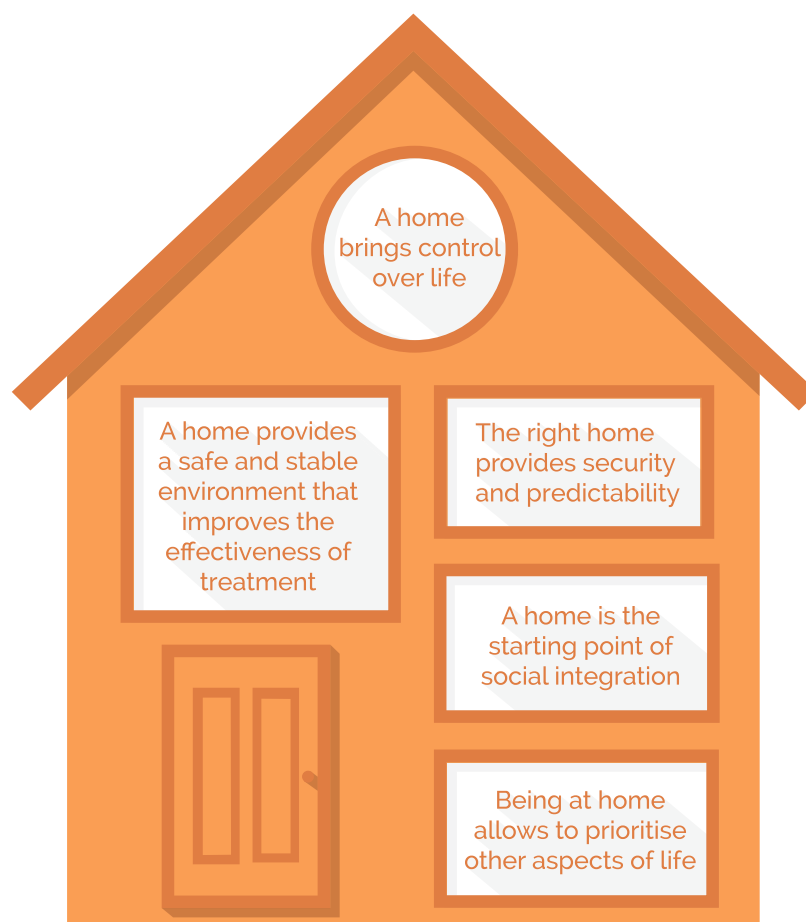 A home
brings control
over life
A home provides
a safe and stable
environment that
improves the
effectiveness of
treatment
The right home
provides security
and predictability
A home is the
starting point of
social integration
Being at home
allows to prioritise
other aspects of life